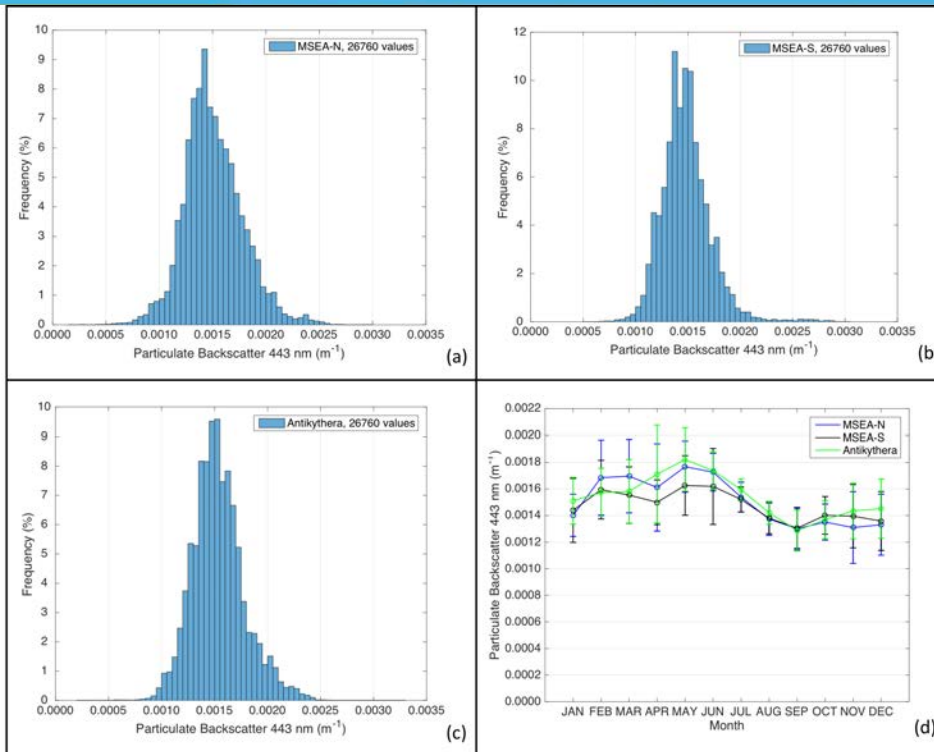 MSEA-N, 26760 values
10
9
8
7
6
5
4
3
2
1
0
Frequency (%)
0.0000 0.0005 0.0010 0.0015 0.0020 0.0025 0.0030 0.0035
Particulate Backscatter 443 nm (m⁻¹)
(a)
MSEA-S, 26760 values
12
10
8
6
4
2
0
Frequency (%)
0.0000 0.0005 0.0010 0.0015 0.0020 0.0025 0.0030 0.0035
Particulate Backscatter 443 nm (m⁻¹)
(b)
Antikythera, 26760 values
10
9
8
7
6
5
4
3
2
1
0
Frequency (%)
0.0000 0.0005 0.0010 0.0015 0.0020 0.0025 0.0030 0.0035
Particulate Backscatter 443 nm (m⁻¹)
(c)
MSEA-N
MSEA-S
Antikythera
0.0022
0.0020
0.0018
0.0016
0.0014
0.0012
0.0010
0.0008
0.0006
0.0004
0.0002
0.0000
Particulate Backscatter 443 nm (m⁻¹)
JAN FEB MAR APR MAY JUN JUL AUG SEP OCT NOV DEC
Month
(d)